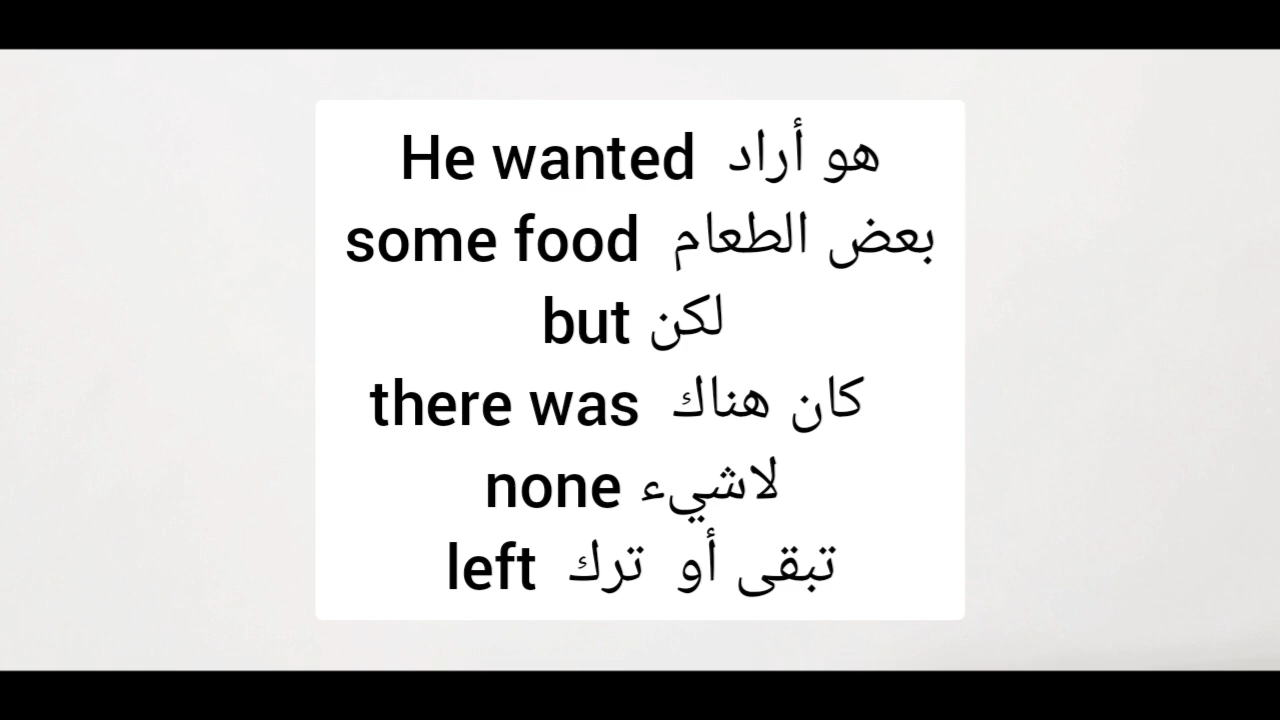 He wanted هو أراد
some food بعض الطعام
but لكن
there was كان هناك
none لاشيء
left تبقى أو ترك